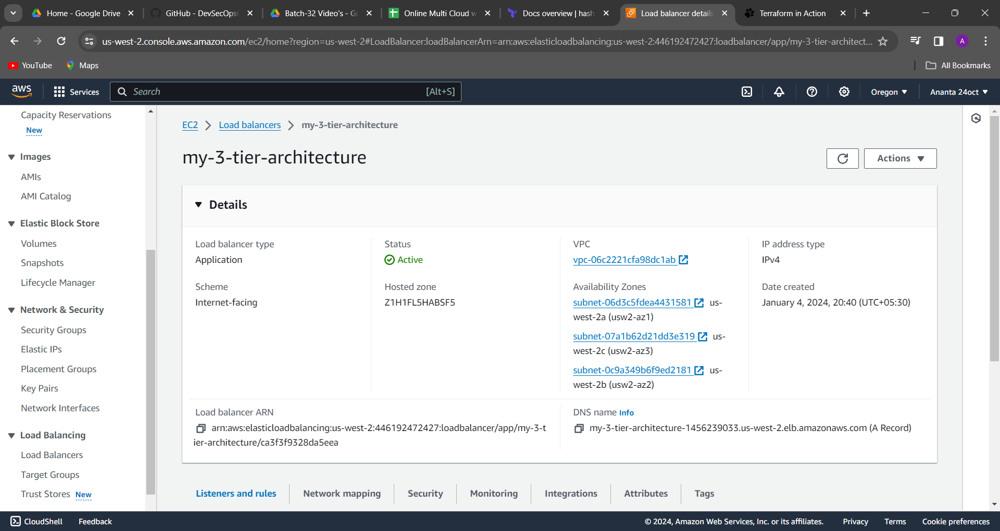 Home - Google Drive
GitHub - DevSecOps
Batch-32 Video's - Go
Online Multi Cloud w
Docs overview | hash
Load balancer details
Terraform in Action
us-west-2.console.aws.amazon.com/ec2/home?region=us-west-2#LoadBalancer:loadBalancerArn=arn:aws:elasticloadbalancing:us-west-2:446192472427:loadbalancer/app/my-3-tier-architect...
A
YouTube
Maps
All Bookmarks
aws
Services
Search
[Alt+S]
Oregon
Ananta 24oct
Capacity Reservations
New
Images
AMIs
AMI Catalog
Elastic Block Store
Volumes
Snapshots
Lifecycle Manager
Network & Security
Security Groups
Elastic IPs
Placement Groups
Key Pairs
Network Interfaces
Load Balancing
Load Balancers
Target Groups
Trust Stores New
EC2 > Load balancers > my-3-tier-architecture
my-3-tier-architecture
Actions
Details
Load balancer type
Application
Status
Active
VPC
vpc-06c2221cfa98dc1ab
IP address type
IPv4
Scheme
Internet-facing
Hosted zone
Z1H1FL5HABSF5
Availability Zones
subnet-06d3c5fdea4431581 us-
west-2a (usw2-az1)
subnet-07a1b62d21dd3e319 us-
west-2c (usw2-az3)
subnet-0c9a349b6f9ed2181 us-
west-2b (usw2-az2)
Date created
January 4, 2024, 20:40 (UTC+05:30)
Load balancer ARN
arn:aws:elasticloadbalancing:us-west-2:446192472427:loadbalancer/app/my-3-t
ier-architecture/ca3f3f9328da5eea
DNS name Info
my-3-tier-architecture-1456239033.us-west-2.elb.amazonaws.com (A Record)
Listeners and rules
Network mapping
Security
Monitoring
Integrations
Attributes
Tags
CloudShell
Feedback
© 2024, Amazon Web Services, Inc. or its affiliates.
Privacy
Terms
Cookie preferences